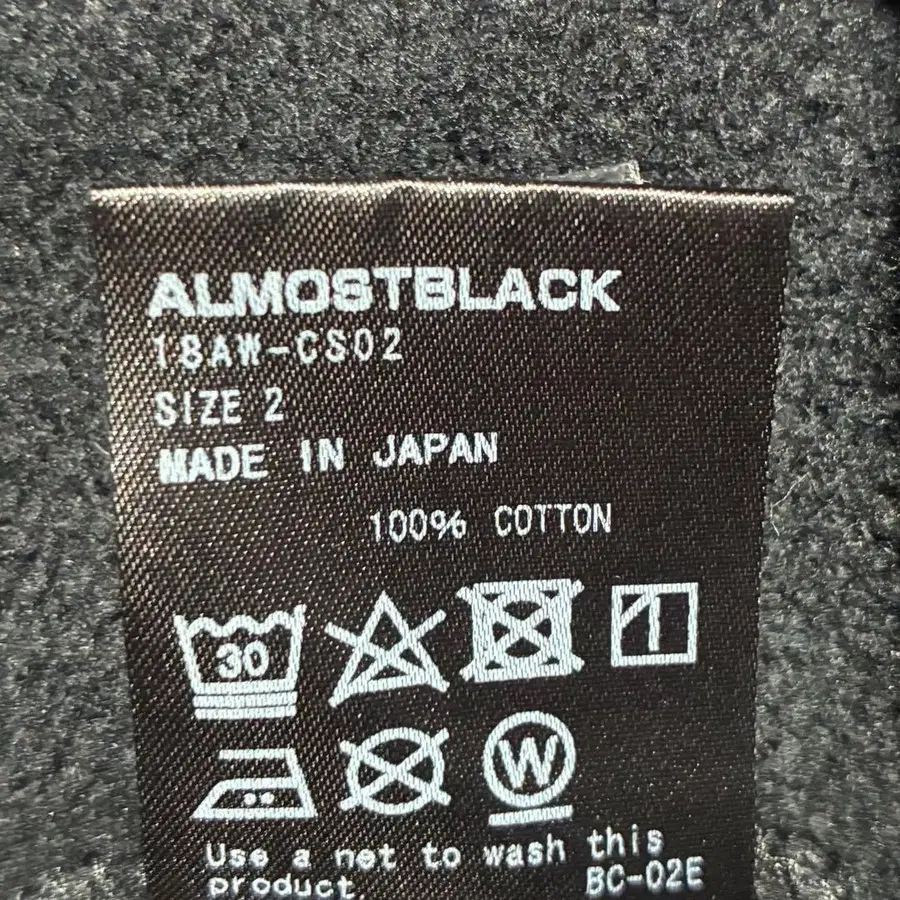 ALMOSTBLACK
18AW-CS02
SIZE 2
MADE IN JAPAN
100% COTTON
30
W
Use a net to wash this
product.
BC-02E